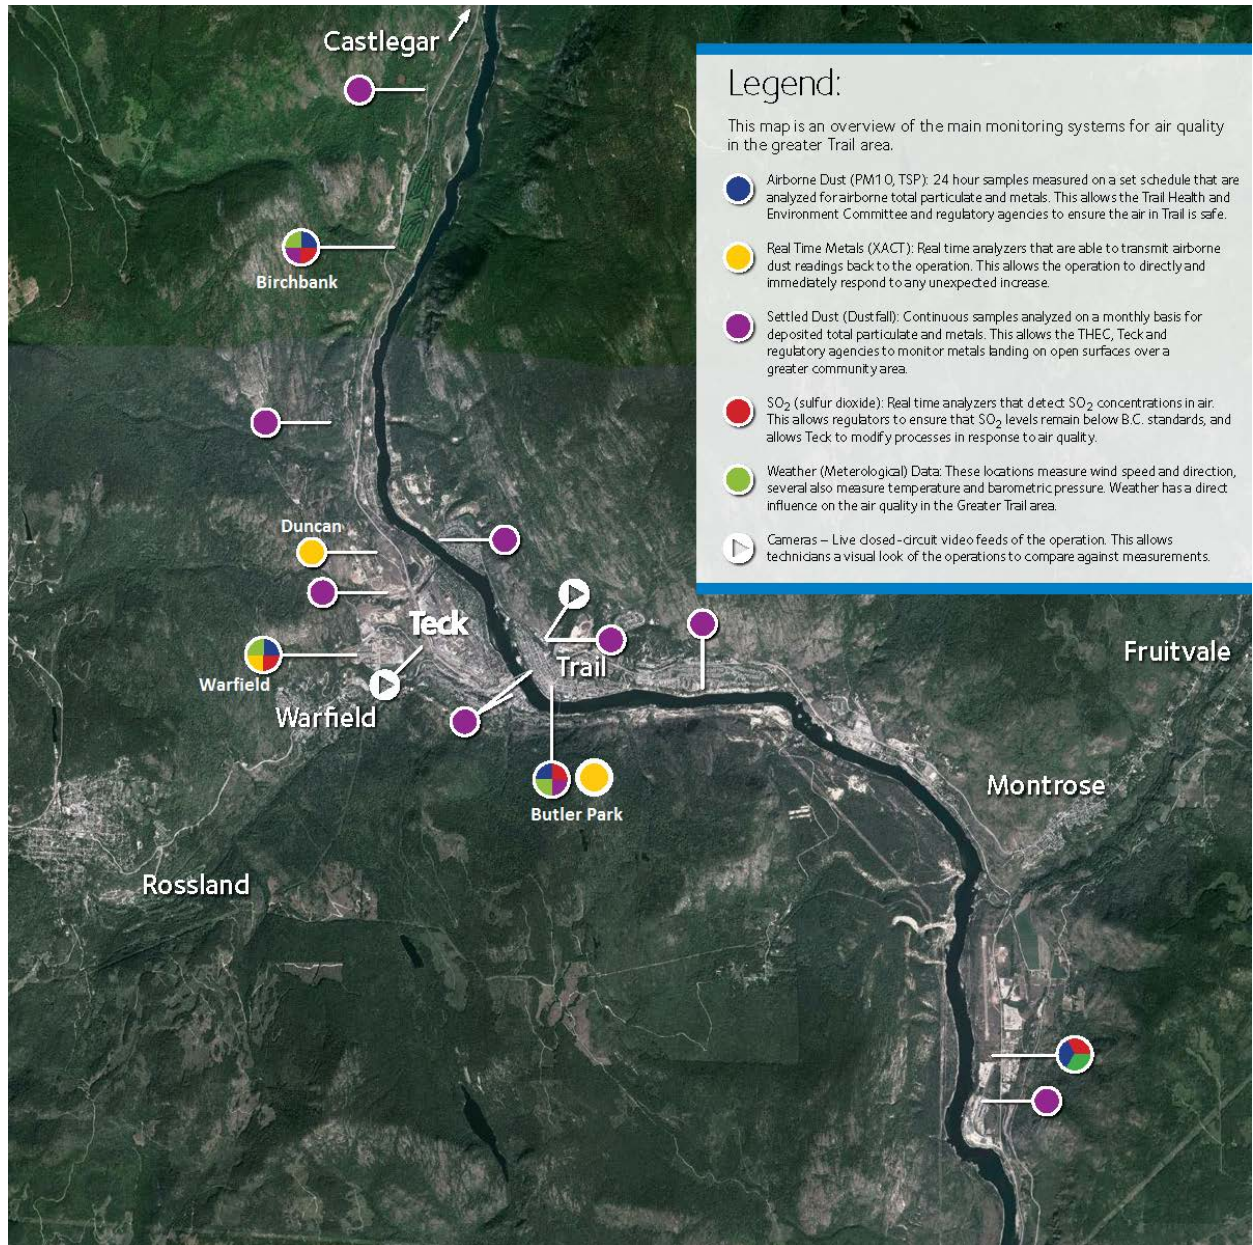 Castlegar
Legend:
This map is an overview of the main monitoring systems for air quality
in the greater Trail area.
Airborne Dust (PM10, TSP): 24 hour samples measured on a set schedule that are
analyzed for airborne total particulate and metals. This allows the Trail Health and
Environment Committee and regulatory agencies to ensure the air in Trail is safe.
Real Time Metals (XACT): Real time analyzers that are able to transmit airborne
dust readings back to the operation. This allows the operation to directly and
immediately respond to any unexpected increase.
Settled Dust (Dustfall): Continuous samples analyzed on a monthly basis for
deposited total particulate and metals. This allows the THEC, Teck and
regulatory agencies to monitor metals landing on open surfaces over a
greater community area.
SO₂ (sulfur dioxide): Real time analyzers that detect SO₂ concentrations in air.
This allows regulators to ensure that SO₂ levels remain below B.C. standards, and
allows Teck to modify processes in response to air quality.
Weather (Meterological) Data: These locations measure wind speed and direction,
several also measure temperature and barometric pressure. Weather has a direct
influence on the air quality in the Greater Trail area.
Cameras – Live closed-circuit video feeds of the operation. This allows
technicians a visual look of the operations to compare against measurements.
Birchbank
Duncan
Teck
Trail
Fruitvale
Warfield
Warfield
Montrose
Butler Park
Rossland